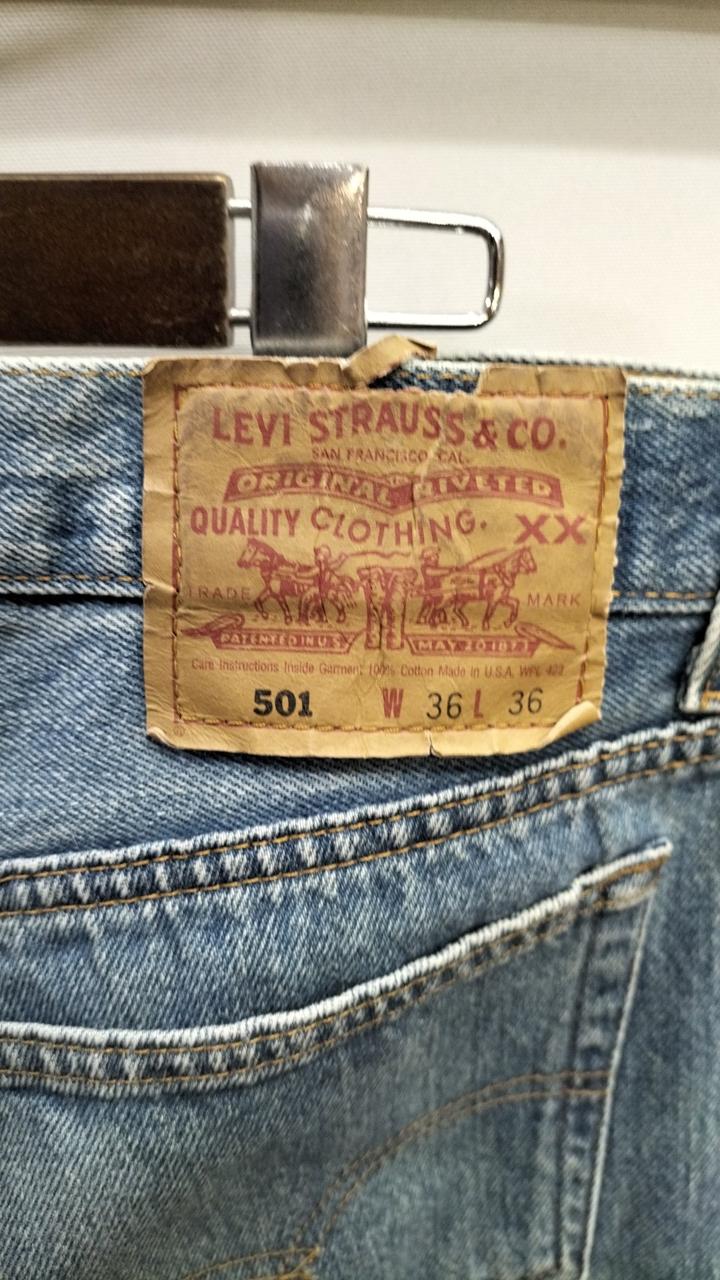 LEVI STRAUSS & CO.
SAN FRANCISCO CAL.
ORIGINAL RIVETED
QUALITY CLOTHING. XX
TRADE MARK
PATENTED IN U.S. MAY 20 1873
Care Instructions Inside Garment 100% Cotton Made in U.S.A. WPL 423
501 W 36 L 36
®